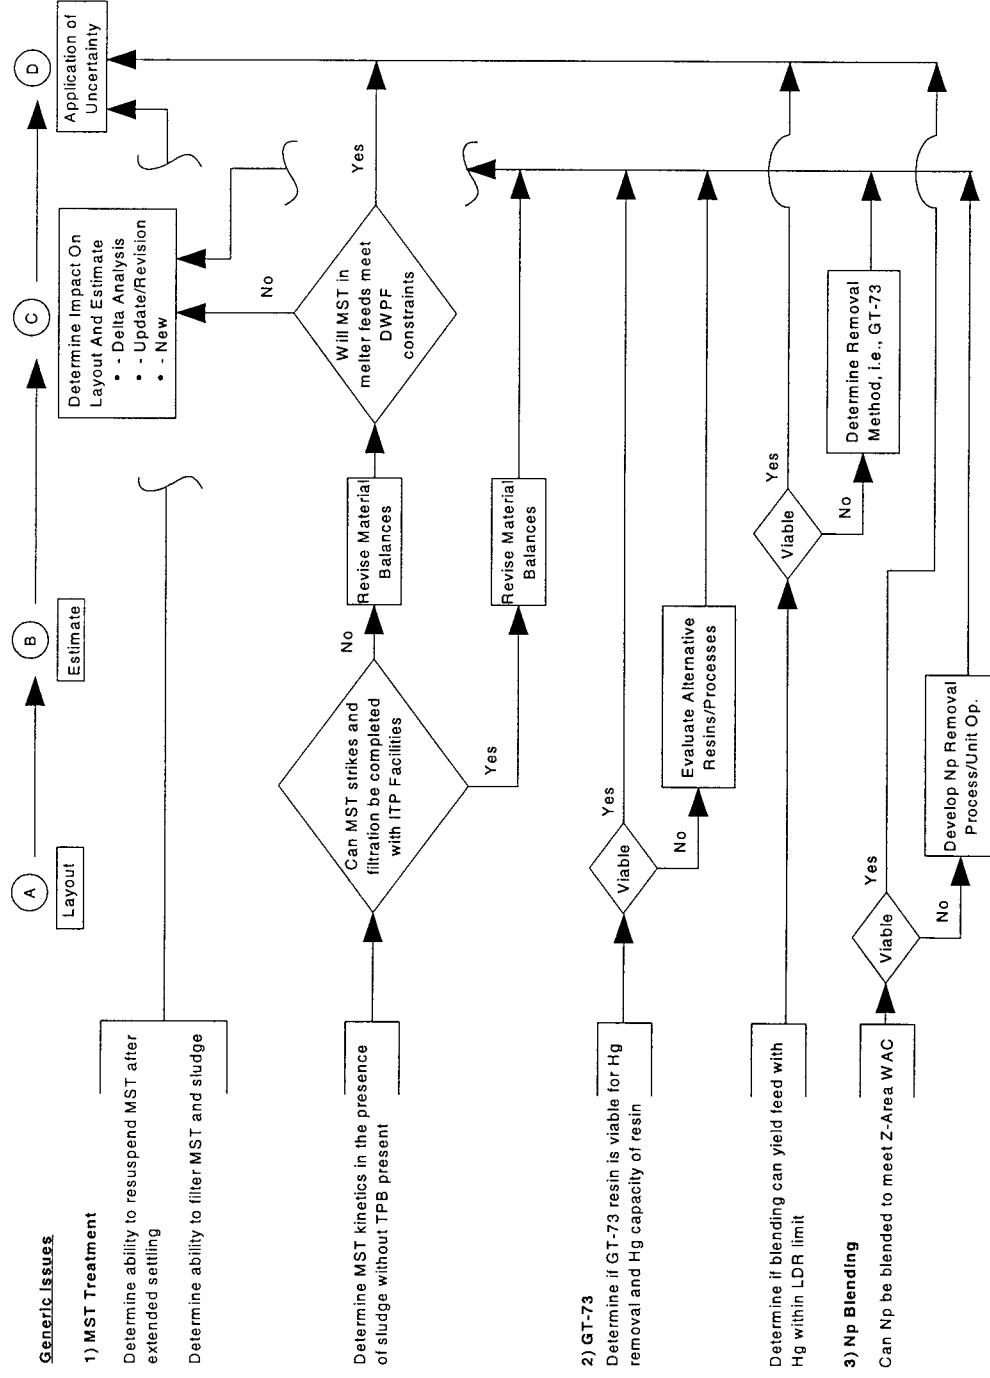 Generic Issues
A
B
C
D
Layout
Estimate
Determine Impact On
Layout And Estimate
• - Delta Analysis
• - Update/Revision
• - New
Application of
Uncertainty
1) MST Treatment
Determine ability to resuspend MST after
extended settling
Determine ability to filter MST and sludge
Determine MST kinetics in the presence
of sludge without TPB present
Can MST strikes and
filtration be completed
with ITP Facilities
No
Revise Material
Balances
Will MST in
melter feeds meet
DWPF
constraints
No
Yes
Yes
Revise Material
Balances
2) GT-73
Determine if GT-73 resin is viable for Hg
removal and Hg capacity of resin
Viable
Yes
No
Evaluate Alternative
Resins/Processes
Determine if blending can yield feed with
Hg within LDR limit
Viable
Yes
No
Determine Removal
Method, i.e., GT-73
3) Np Blending
Can Np be blended to meet Z-Area WAC
Viable
Yes
No
Develop Np Removal
Process/Unit Op.